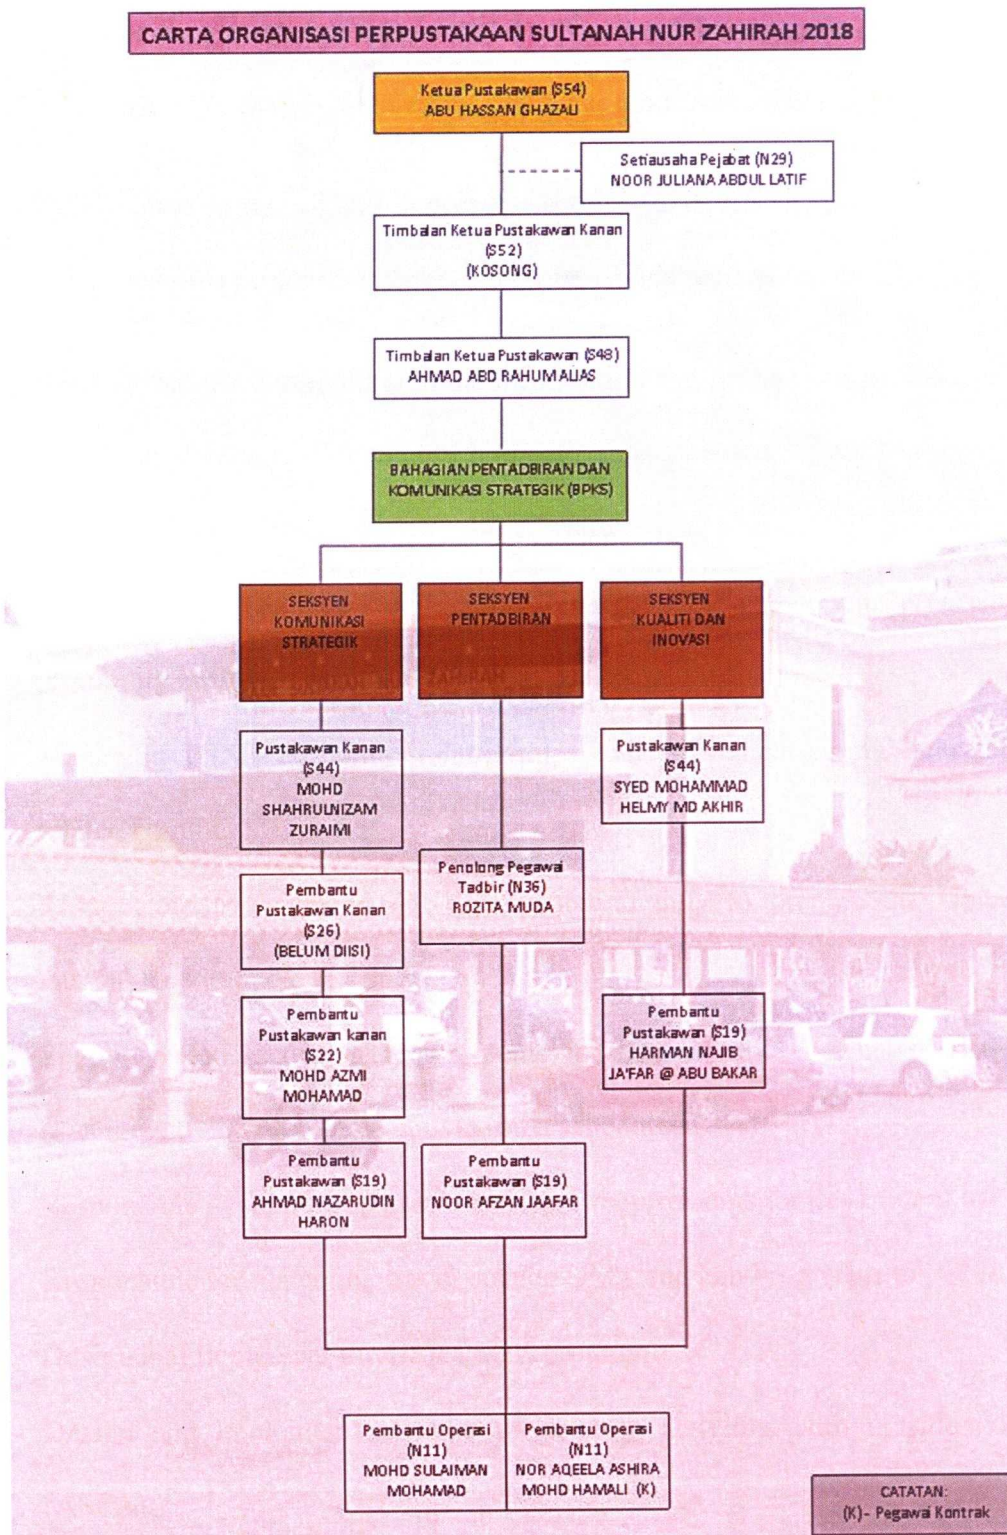 CARTA ORGANISASI PERPUSTAKAAN SULTANAH NUR ZAHIRAH 2018
Ketua Pustakawan (S54)
ABU HASSAN GHAZALI
Setiausaha Pejabat (N29)
NOOR JULIANA ABDUL LATIF
Timbalan Ketua Pustakawan Kanan
(S52)
(KOSONG)
Timbalan Ketua Pustakawan (S48)
AHMAD ABD RAHUM ALIAS
BAHAGIAN PENTADBIRAN DAN
KOMUNIKASI STRATEGIK (BPKS)
SEKSYEN
KOMUNIKASI
STRATEGIK
SEKSYEN
PENTADBIRAN
SEKSYEN
KUALITI DAN
INOVASI
Pustakawan Kanan
(S44)
MOHD
SHAHRULNIZAM
ZURAIMI
Pustakawan Kanan
(S44)
SYED MOHAMMAD
HELMY MD AKHIR
Penolong Pegawai
Tadbir (N36)
ROZITA MUDA
Pembantu
Pustakawan Kanan
(S26)
(BELUM DIISI)
Pembantu
Pustakawan kanan
(S22)
MOHD AZMI
MOHAMAD
Pembantu
Pustakawan (S19)
HARMAN NAJIB
JA'FAR @ ABU BAKAR
Pembantu
Pustakawan (S19)
AHMAD NAZARUDIN
HARON
Pembantu
Pustakawan (S19)
NOOR AFZAN JAAFAR
Pembantu Operasi
(N11)
MOHD SULAIMAN
MOHAMAD
Pembantu Operasi
(N11)
NOR AQEELA ASHIRA
MOHD HAMALI (K)
CATATAN:
(K)- Pegawai Kontrak